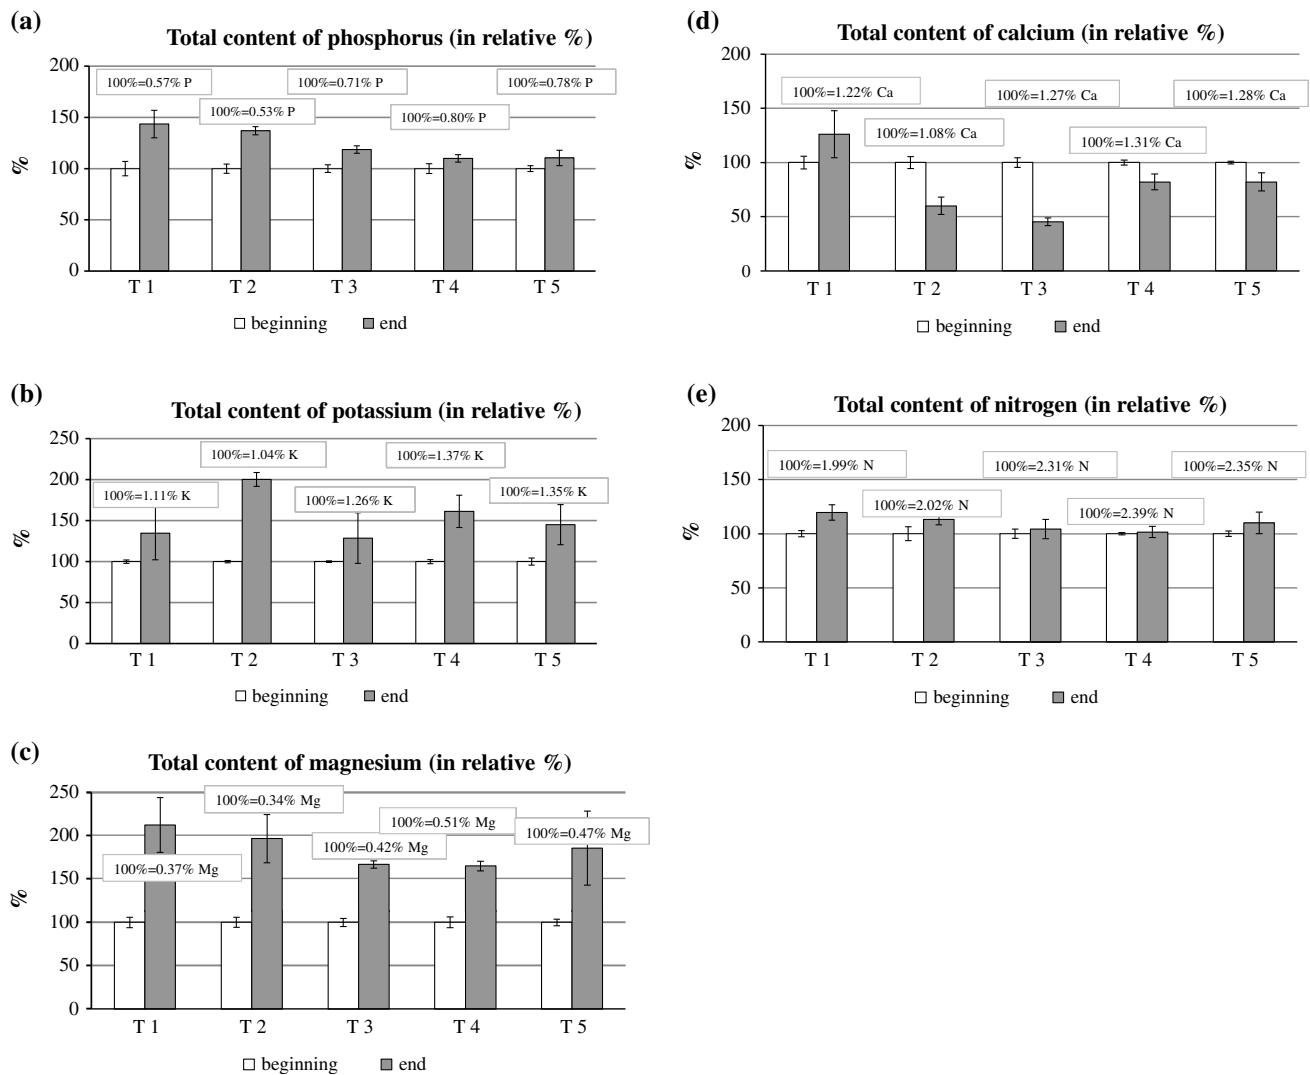 (a)
Total content of phosphorus (in relative %)
200
150
100
50
0
%
100%=0.57% P
100%=0.53% P
100%=0.71% P
100%=0.80% P
100%=0.78% P
T 1 T 2 T 3 T 4 T 5
beginning end
(b)
Total content of potassium (in relative %)
250
200
150
100
50
0
%
100%=1.11% K
100%=1.04% K
100%=1.26% K
100%=1.37% K
100%=1.35% K
T 1 T 2 T 3 T 4 T 5
beginning end
(c)
Total content of magnesium (in relative %)
250
200
150
100
50
0
%
100%=0.37% Mg
100%=0.34% Mg
100%=0.42% Mg
100%=0.51% Mg
100%=0.47% Mg
T 1 T 2 T 3 T 4 T 5
beginning end
(d)
Total content of calcium (in relative %)
200
150
100
50
0
%
100%=1.22% Ca
100%=1.08% Ca
100%=1.27% Ca
100%=1.31% Ca
100%=1.28% Ca
T 1 T 2 T 3 T 4 T 5
beginning end
(e)
Total content of nitrogen (in relative %)
200
150
100
50
0
%
100%=1.99% N
100%=2.02% N
100%=2.31% N
100%=2.39% N
100%=2.35% N
T 1 T 2 T 3 T 4 T 5
beginning end